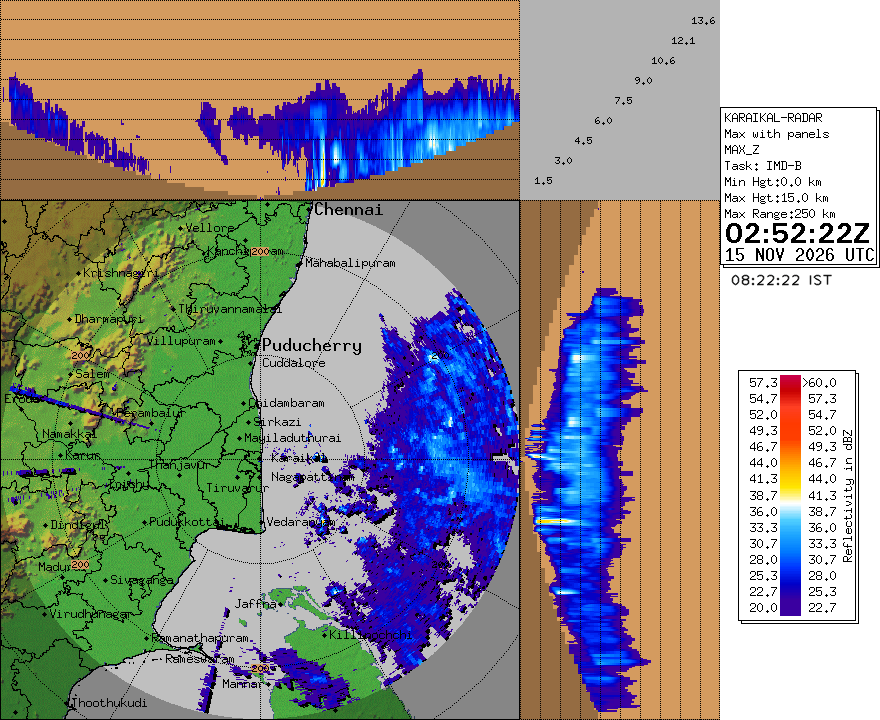 13.6
12.1
10.6
9.0
7.5
6.0
4.5
3.0
1.5
KARAIKAL-RADAR
Max with panels
MAX_Z
Task: IMD-B
Min Hgt:0.0 km
Max Hgt:15.0 km
Max Range:250 km
02:52:22Z
15 NOV 2026 UTC
08:22:22 IST
Chennai
Vellore
200
Mahabalipuram
Krishnagiri
Thiruvannamalai
Dharmapuri
Villupuram
Puducherry
200
Cuddalore
Salem
Chidambaram
Perambalur
Sirkazi
Namakkal
Mayiladuthurai
Karur
Thanjavur
Karaikal
Tiruvarur
Dindigul
Pudukkottai
Vedaranyam
Madurai
200
Sivaganga
Jaffna
Virudhunagar
Ramanathapuram
Killinochchi
Rameswaram
200
Mannar
Thoothukudi
57.3 >60.0
54.7 57.3
52.0 54.7
49.3 52.0
46.7 49.3
44.0 46.7
41.3 44.0
38.7 41.3
36.0 38.7
33.3 36.0
30.7 33.3
28.0 30.7
25.3 28.0
22.7 25.3
20.0 22.7
Reflectivity in dBZ